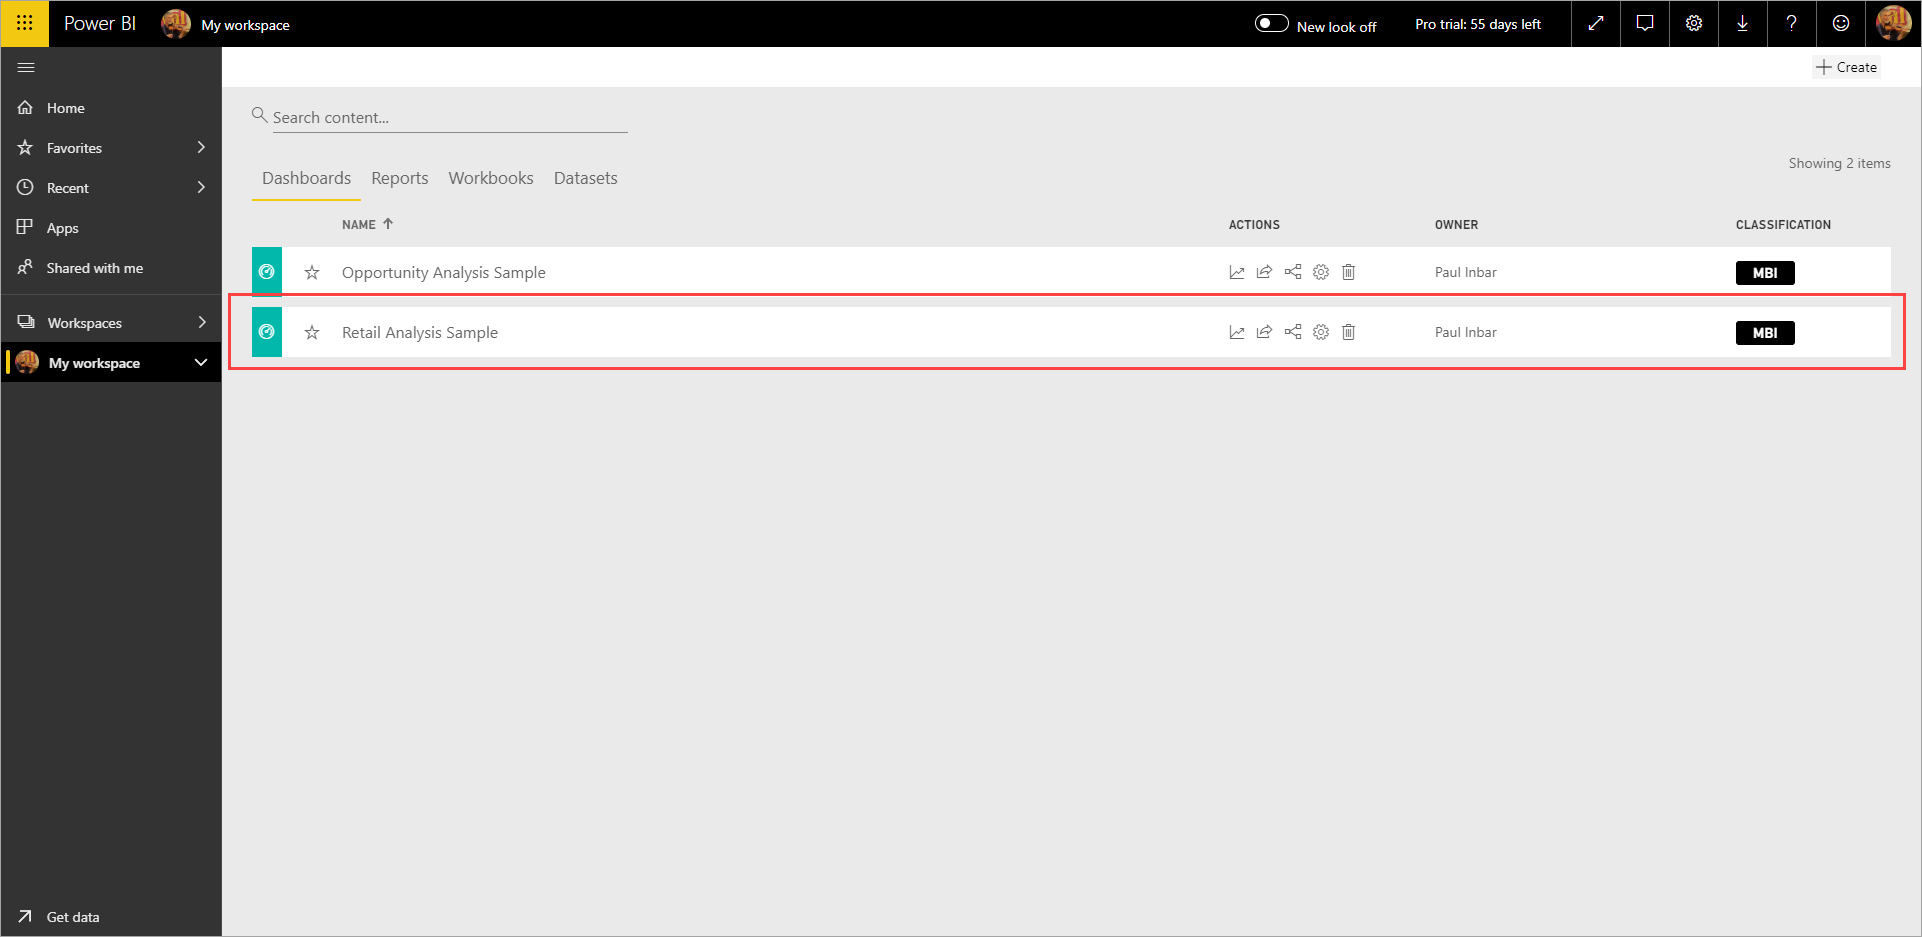 Power BI
My workspace
New look off
Pro trial: 55 days left
?
Create
Home
Favorites
Recent
Apps
Shared with me
Workspaces
My workspace
Get data
Search content...
Showing 2 items
Dashboards Reports Workbooks Datasets
NAME ACTIONS OWNER CLASSIFICATION
Opportunity Analysis Sample Paul Inbar MBI
Retail Analysis Sample Paul Inbar MBI